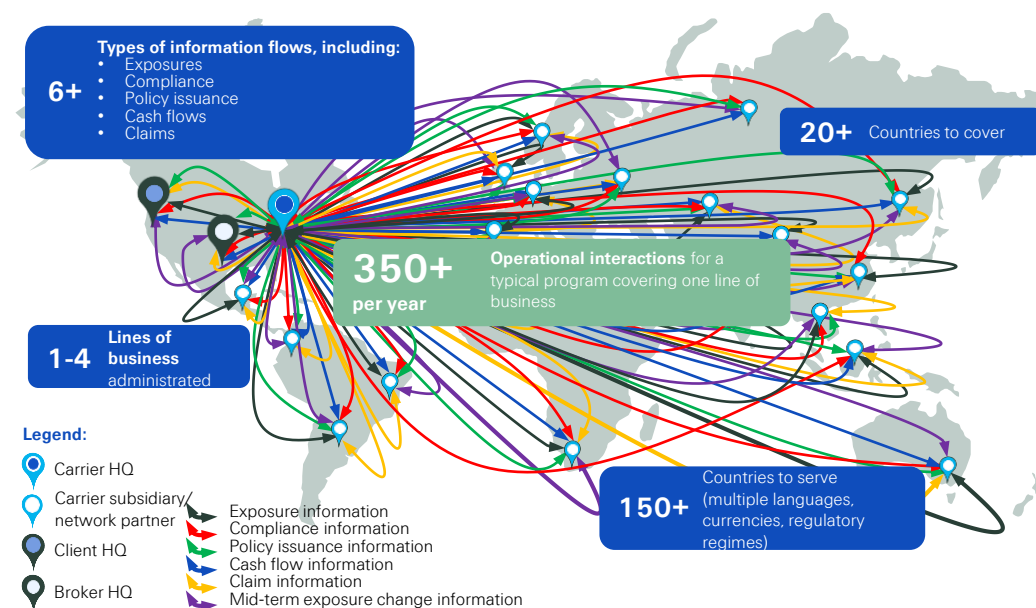 6+
Types of information flows, including:
• Exposures
• Compliance
• Policy issuance
• Cash flows
• Claims
20+ Countries to cover
350+
per year
Operational interactions for a
typical program covering one line of
business
1-4
Lines of
business
administrated
150+
Countries to serve
(multiple languages,
currencies, regulatory
regimes)
Legend:
Carrier HQ
Carrier subsidiary/
network partner
Client HQ
Broker HQ
Exposure information
Compliance information
Policy issuance information
Cash flow information
Claim information
Mid-term exposure change information